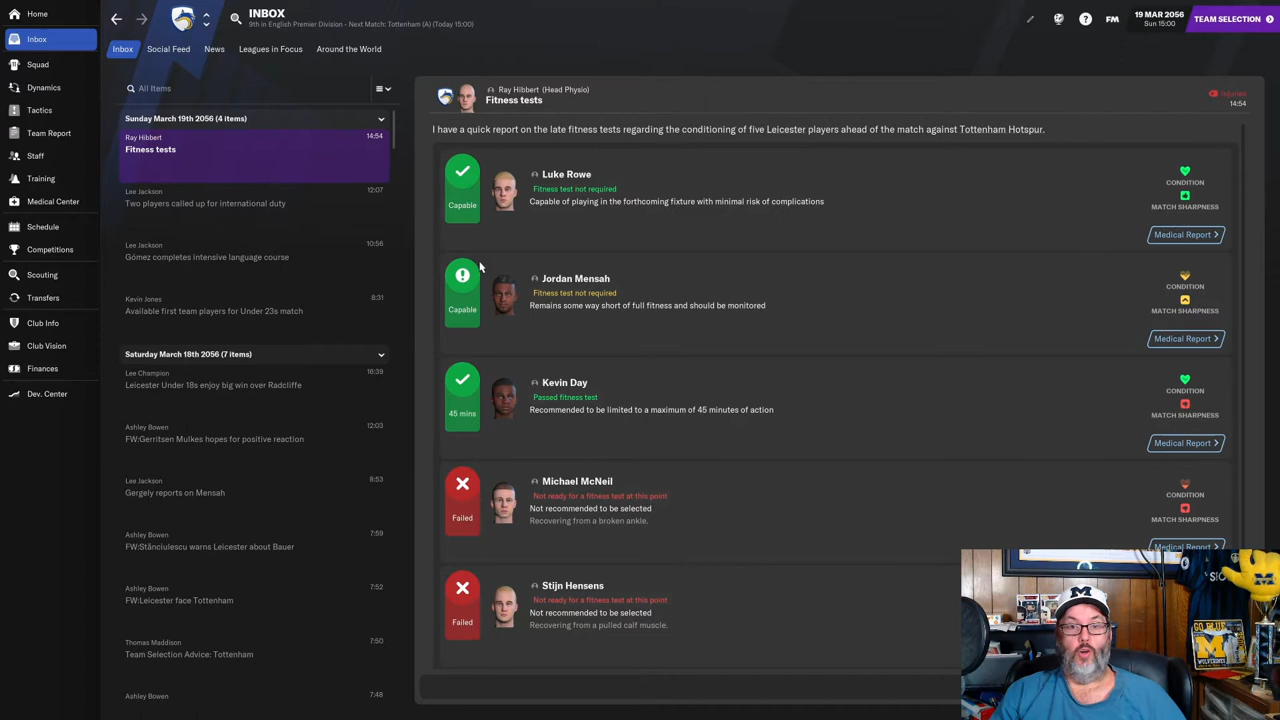 Home
INBOX
9th in English Premier Division - Next Match: Tottenham (A) (Today 15:00)
FM
19 MAR 2056
Sun 15:00
TEAM SELECTION
Inbox
Squad
Dynamics
Tactics
Team Report
Staff
Training
Medical Center
Schedule
Competitions
Scouting
Transfers
Club Info
Club Vision
Finances
Dev. Center
Inbox
Social Feed
News
Leagues in Focus
Around the World
All Items
Sunday March 19th 2056 (4 items)
Ray Hibbert
14:54
Fitness tests
Lee Jackson
12:07
Two players called up for international duty
Lee Jackson
10:56
Gómez completes intensive language course
Kevin Jones
8:31
Available first team players for Under 23s match
Saturday March 18th 2056 (7 items)
Lee Champion
16:39
Leicester Under 18s enjoy big win over Radcliffe
Ashley Bowen
12:03
FW:Gerritsen Mulkes hopes for positive reaction
Lee Jackson
8:53
Gergely reports on Mensah
Ashley Bowen
7:59
FW:Stănciulescu warns Leicester about Bauer
Ashley Bowen
7:52
FW:Leicester face Tottenham
Thomas Maddison
7:50
Team Selection Advice: Tottenham
Ashley Bowen
7:48
Ray Hibbert (Head Physio)
Fitness tests
Injuries
14:54
I have a quick report on the late fitness tests regarding the conditioning of five Leicester players ahead of the match against Tottenham Hotspur.
Capable
Luke Rowe
Fitness test not required
Capable of playing in the forthcoming fixture with minimal risk of complications
CONDITION
MATCH SHARPNESS
Medical Report
Capable
Jordan Mensah
Fitness test not required
Remains some way short of full fitness and should be monitored
CONDITION
MATCH SHARPNESS
Medical Report
45 mins
Kevin Day
Passed fitness test
Recommended to be limited to a maximum of 45 minutes of action
CONDITION
MATCH SHARPNESS
Medical Report
Failed
Michael McNeil
Not ready for a fitness test at this point
Not recommended to be selected
Recovering from a broken ankle.
CONDITION
MATCH SHARPNESS
Medical Report
Failed
Stijn Hensens
Not ready for a fitness test at this point
Not recommended to be selected
Recovering from a pulled calf muscle.
M
GO BLUE
M
WOLVERINES